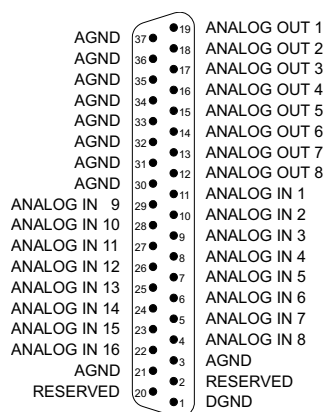 19 ANALOG OUT 1
AGND 37
18 ANALOG OUT 2
AGND 36
17 ANALOG OUT 3
AGND 35
16 ANALOG OUT 4
AGND 34
15 ANALOG OUT 5
AGND 33
14 ANALOG OUT 6
AGND 32
13 ANALOG OUT 7
AGND 31
12 ANALOG OUT 8
AGND 30
11 ANALOG IN 1
ANALOG IN 9 29
10 ANALOG IN 2
ANALOG IN 10 28
9 ANALOG IN 3
ANALOG IN 11 27
8 ANALOG IN 4
ANALOG IN 12 26
7 ANALOG IN 5
ANALOG IN 13 25
6 ANALOG IN 6
ANALOG IN 14 24
5 ANALOG IN 7
ANALOG IN 15 23
4 ANALOG IN 8
ANALOG IN 16 22
3 AGND
AGND 21
2 RESERVED
RESERVED 20
1 DGND